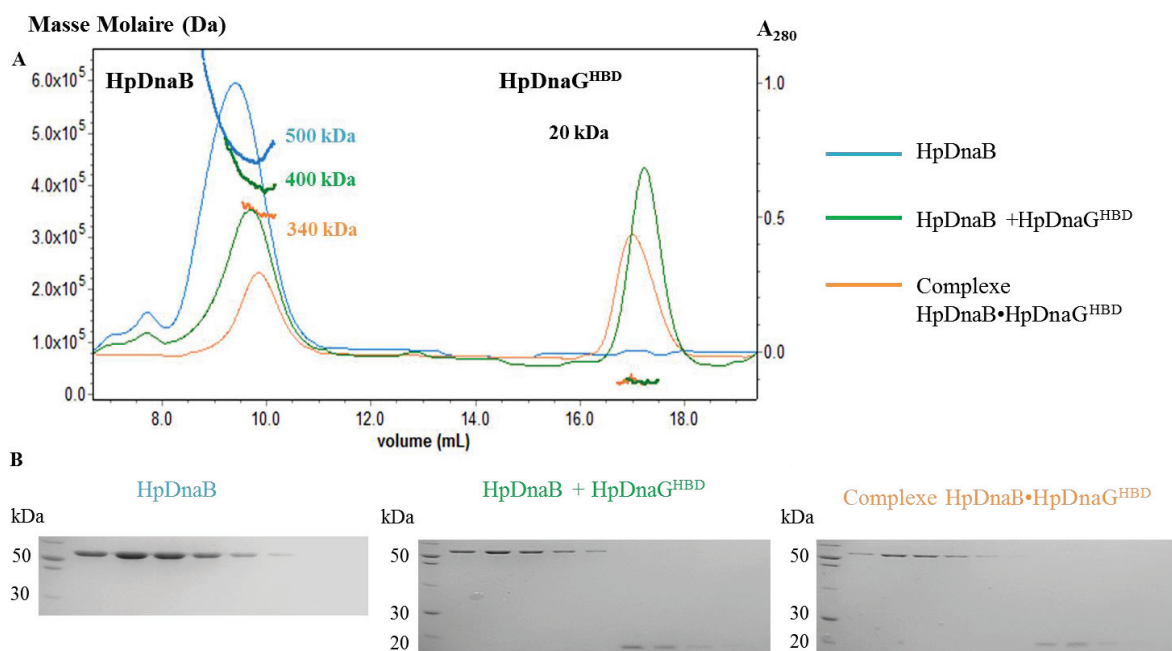 Masse Molaire (Da)
A280
A
6.0x10^5
HpDnaB
HpDnaG^HBD
1.0
5.0x10^5
500 kDa
20 kDa
HpDnaB
4.0x10^5
400 kDa
HpDnaB +HpDnaG^HBD
340 kDa
0.5
3.0x10^5
Complexe
HpDnaB•HpDnaG^HBD
2.0x10^5
1.0x10^5
0.0
0.0
8.0 10.0 12.0 14.0 16.0 18.0
volume (mL)
B
HpDnaB
HpDnaB + HpDnaG^HBD
Complexe HpDnaB•HpDnaG^HBD
kDa
kDa
kDa
50
50
50
30
30
30
20
20